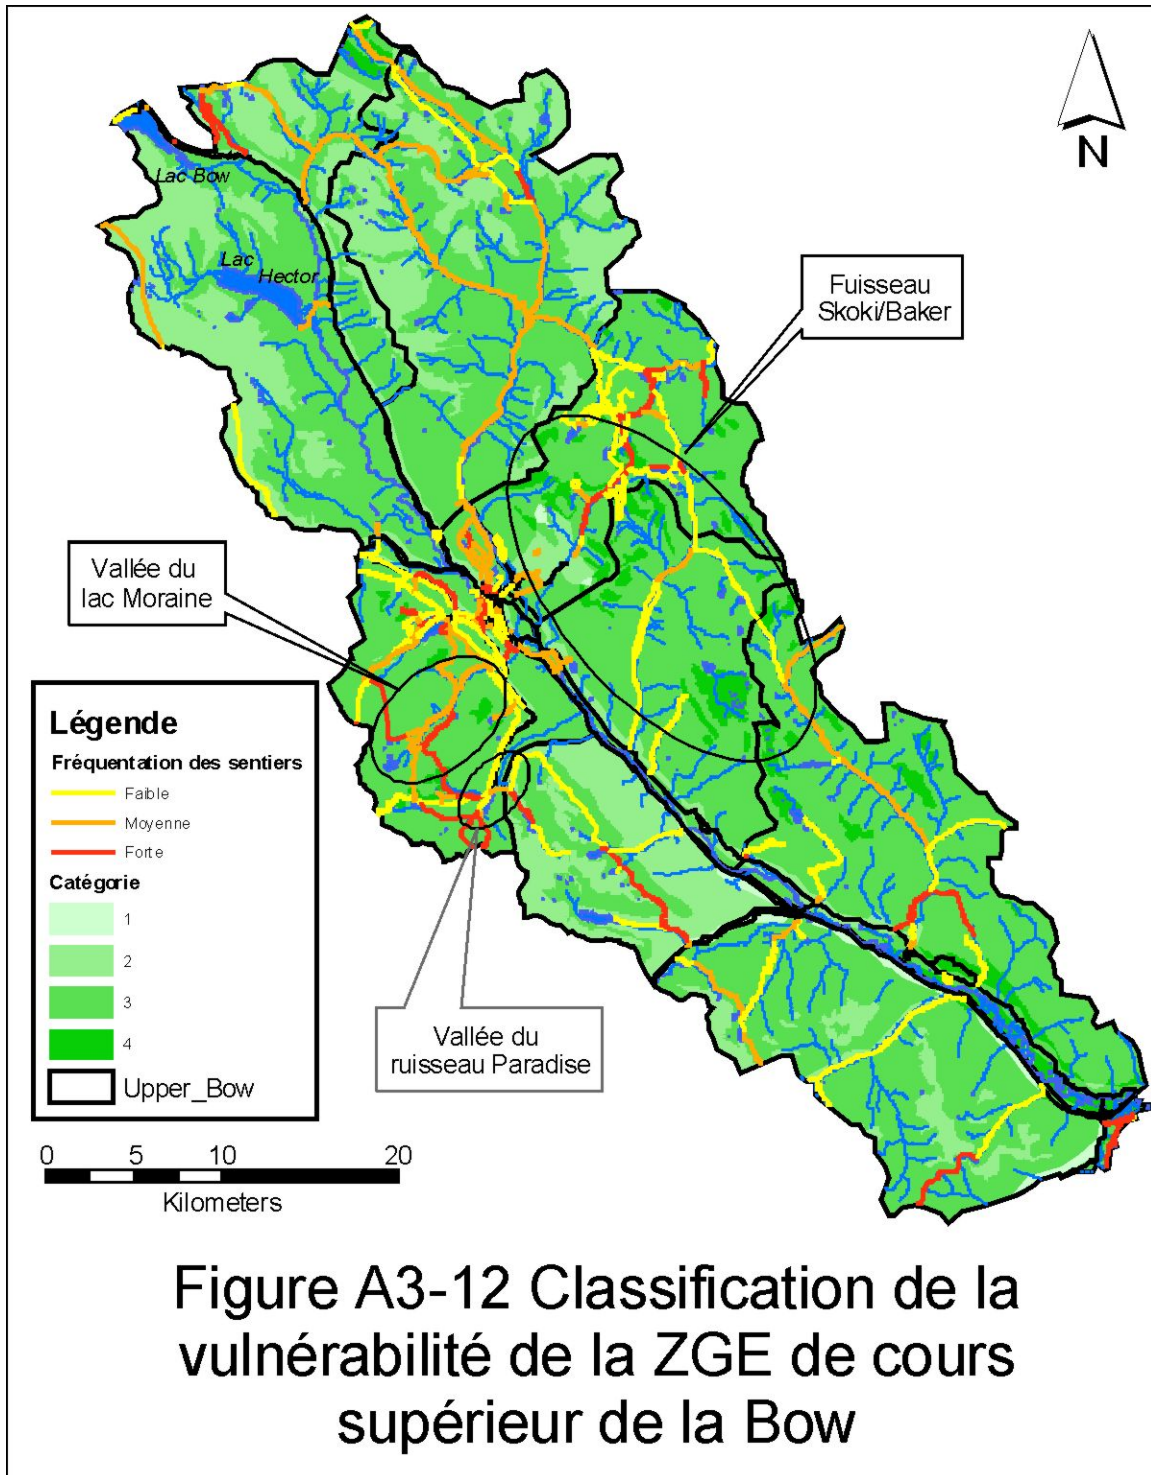 N
Lac Bow
Lac
Hector
Fuisseau
Skoki/Baker
Vallée du
lac Moraine
Légende
Fréquentation des sentiers
Faible
Moyenne
Forte
Catégorie
1
2
3
4
Upper_Bow
Vallée du
ruisseau Paradise
0 5 10 20
Kilometers
Figure A3-12 Classification de la
vulnérabilité de la ZGE de cours
supérieur de la Bow